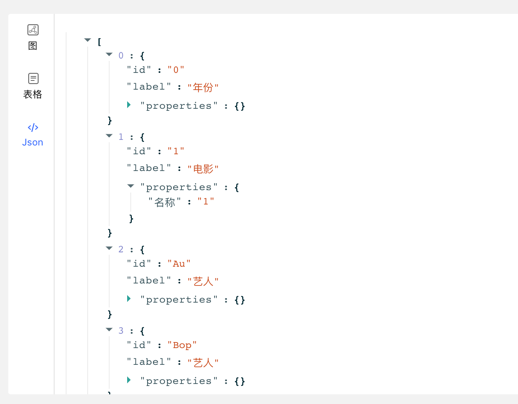 图
表格
Json
[
0 : {
"id" : "0"
"label" : "年份"
"properties" : {}
}
1 : {
"id" : "1"
"label" : "电影"
"properties" : {
"名称" : "1"
}
}
2 : {
"id" : "Au"
"label" : "艺人"
"properties" : {}
}
3 : {
"id" : "Bop"
"label" : "艺人"
"properties" : {}